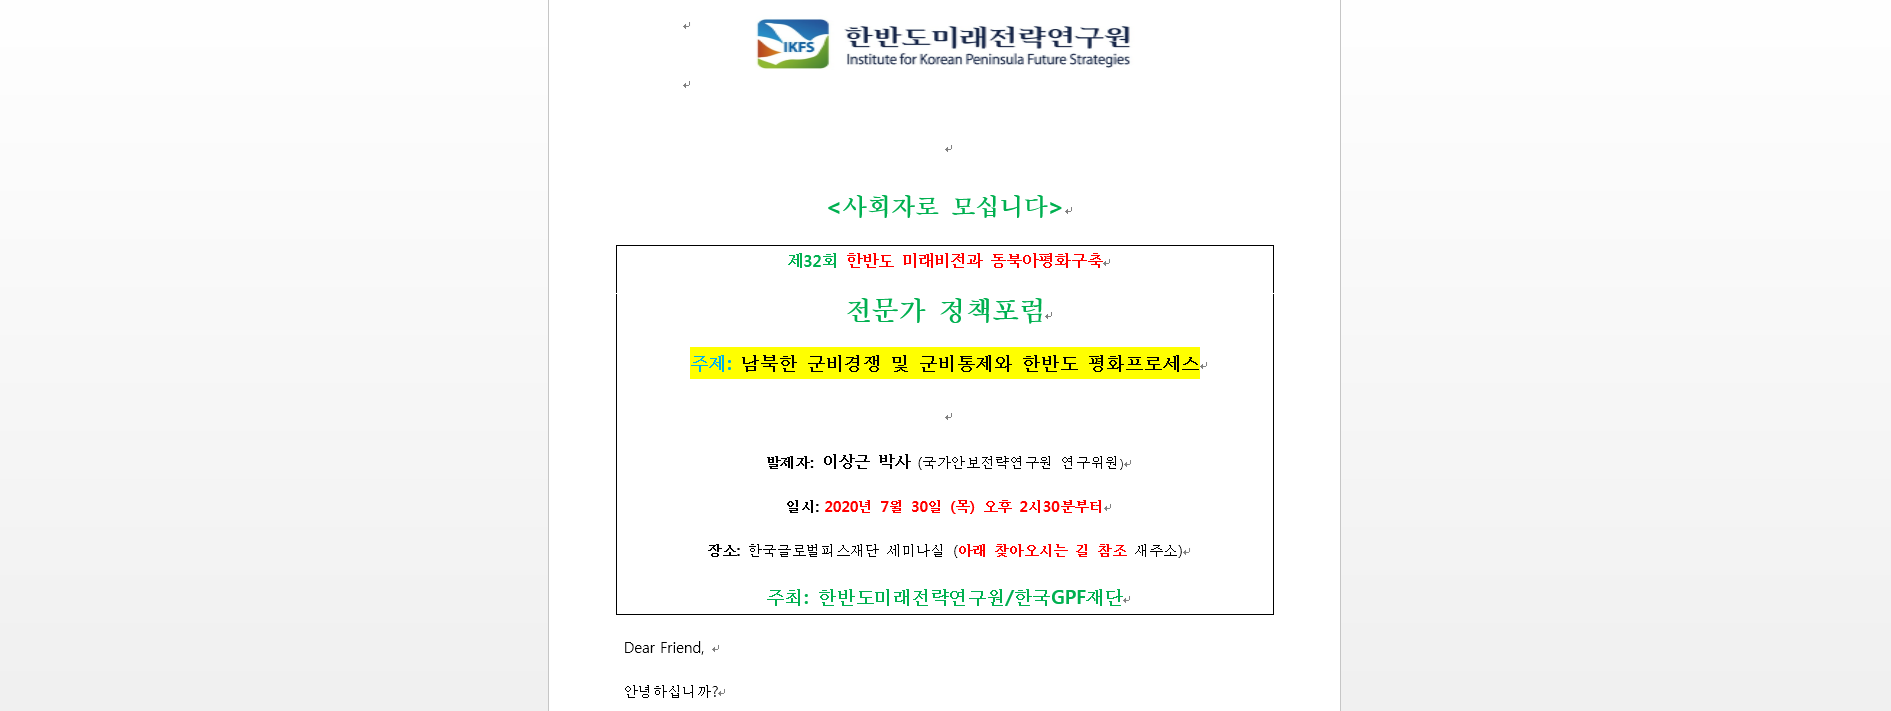 IKFS
한반도미래전략연구원
Institute for Korean Peninsula Future Strategies
<사회자로 모십니다>
제32회 한반도 미래비전과 동북아평화구축
전문가 정책포럼
주제: 남북한 군비경쟁 및 군비통제와 한반도 평화프로세스
발제자: 이상근 박사 (국가안보전략연구원 연구위원)
일시: 2020년 7월 30일 (목) 오후 2시30분부터
장소: 한국글로벌피스재단 세미나실 (아래 찾아오시는 길 참조 새주소)
주최: 한반도미래전략연구원/한국GPF재단
Dear Friend,
안녕하십니까?